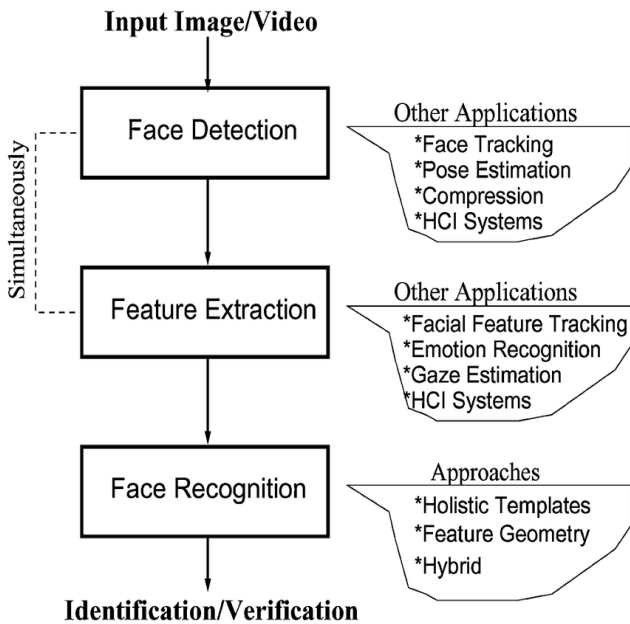 Input Image/Video
Face Detection
Other Applications
*Face Tracking
*Pose Estimation
*Compression
*HCI Systems
Simultaneously
Feature Extraction
Other Applications
*Facial Feature Tracking
*Emotion Recognition
*Gaze Estimation
*HCI Systems
Face Recognition
Approaches
*Holistic Templates
*Feature Geometry
*Hybrid
Identification/Verification